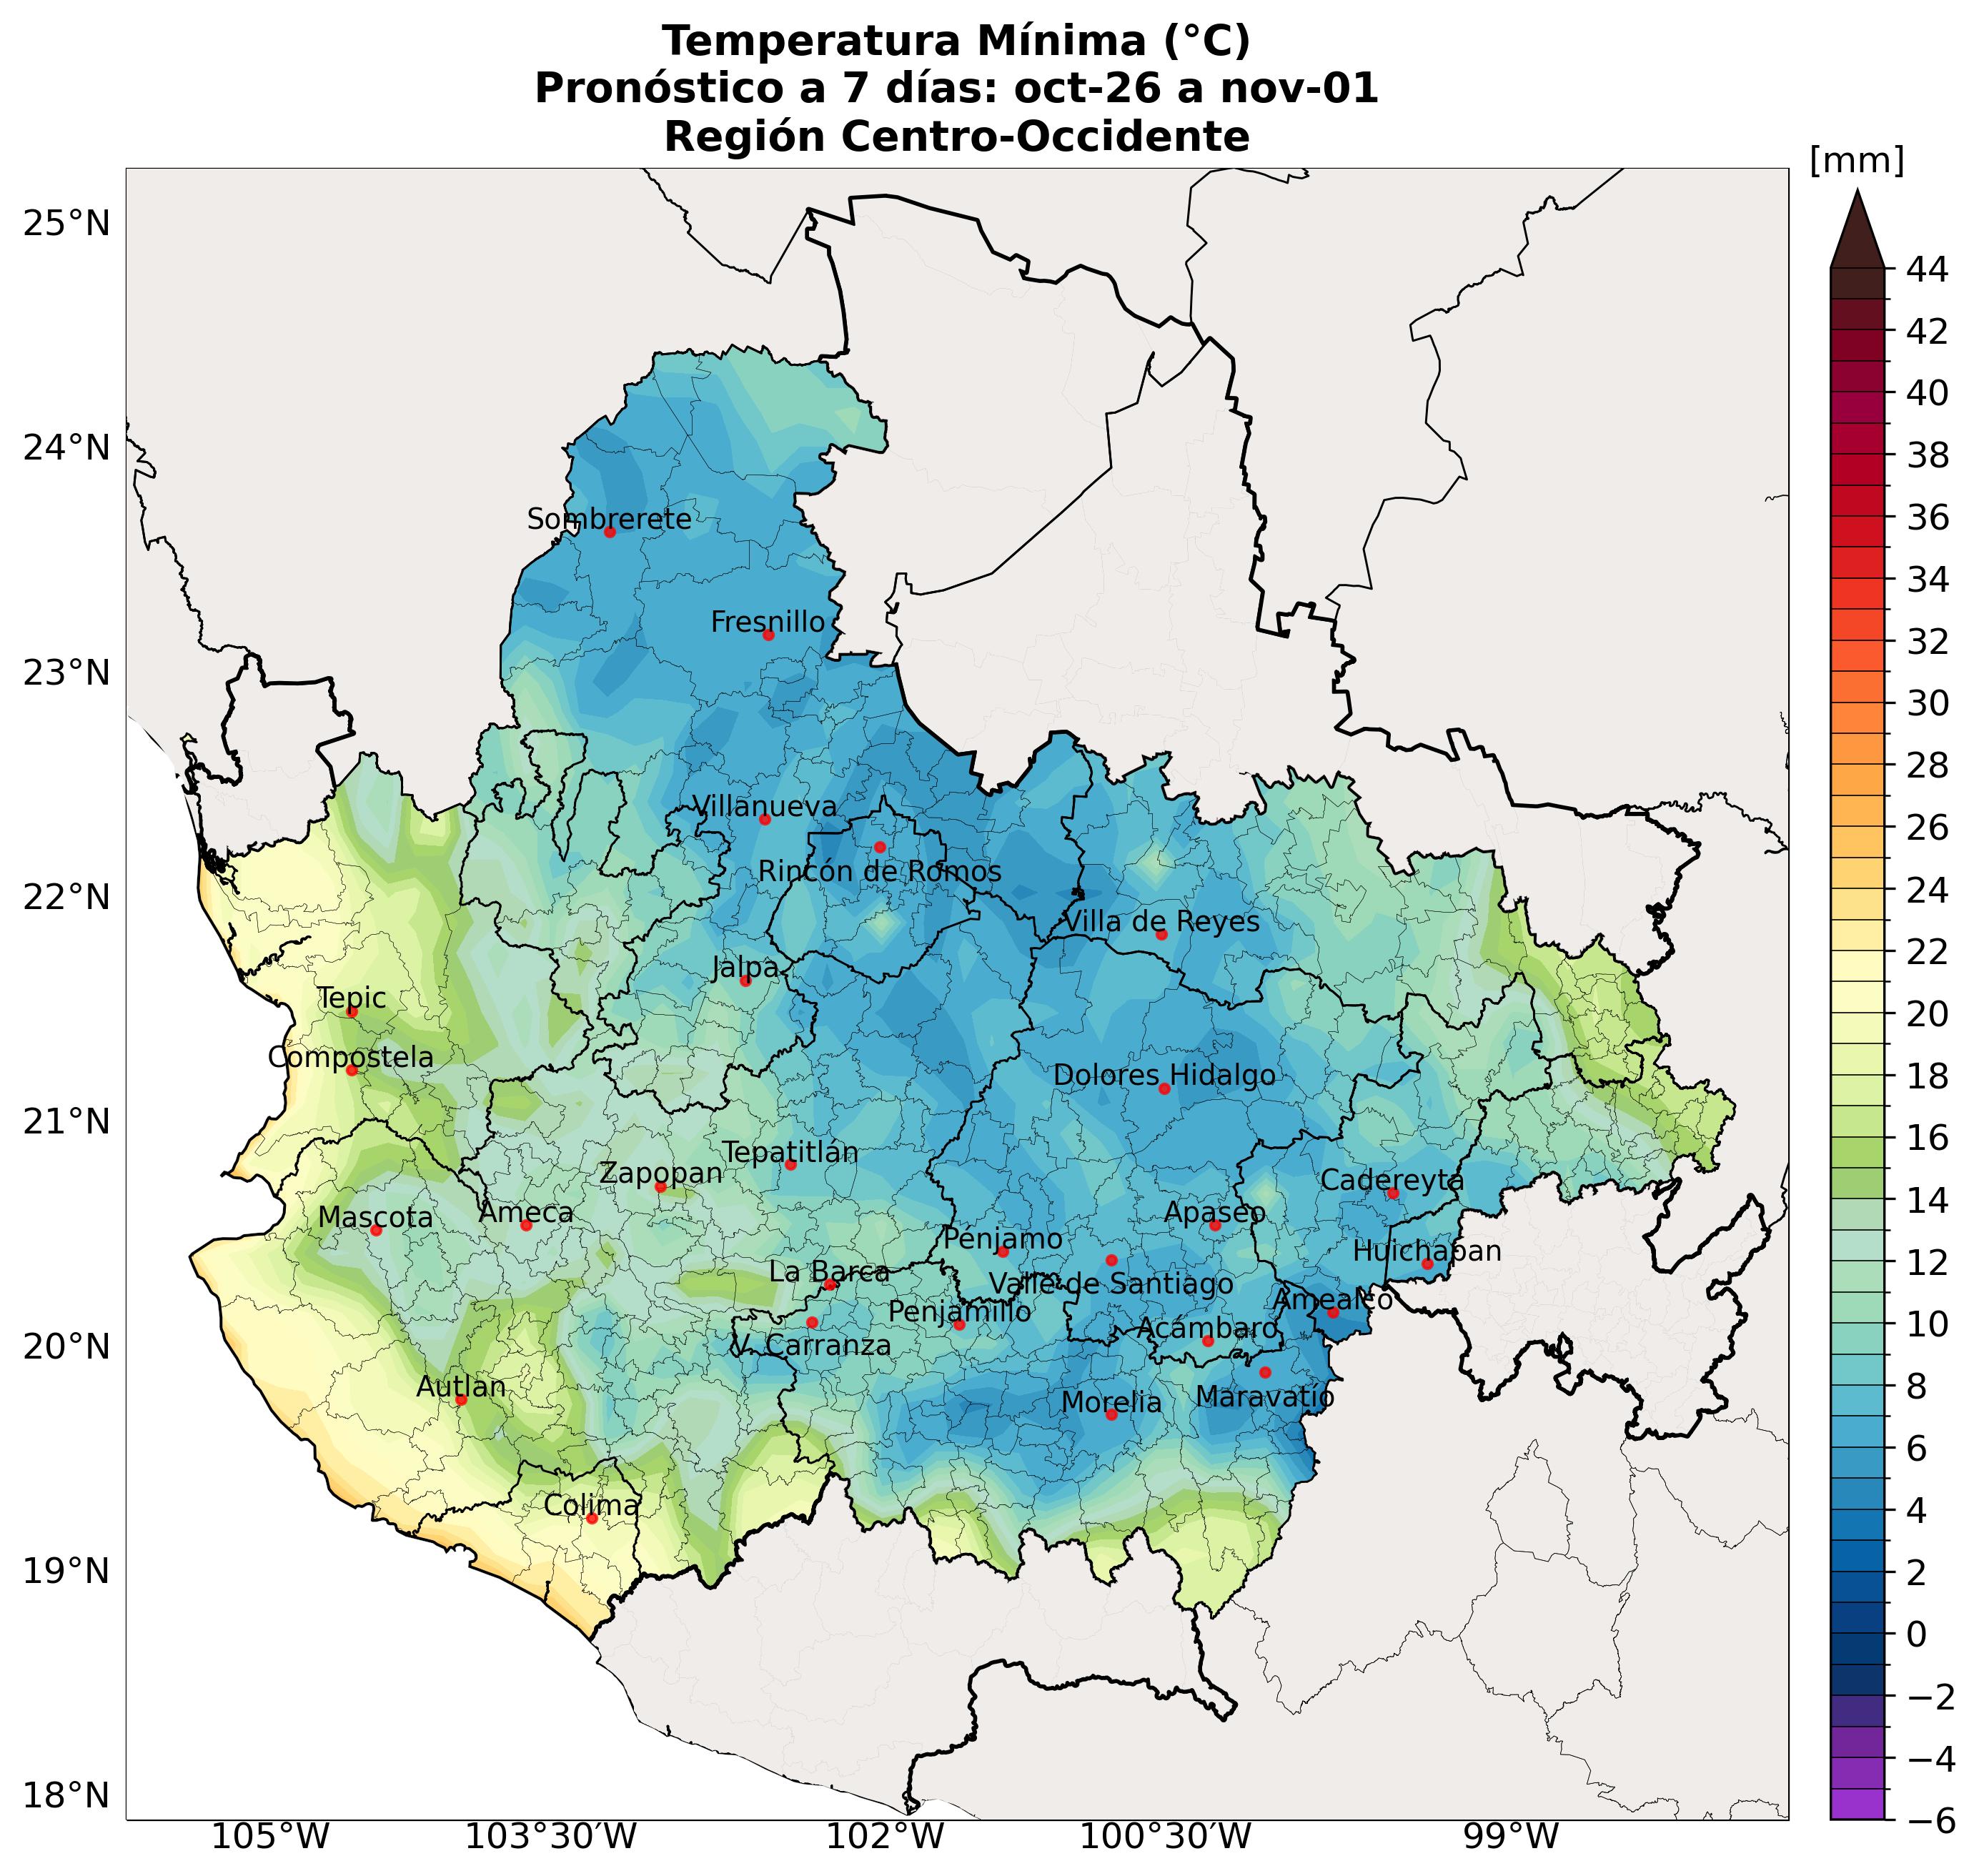 Temperatura Mínima (°C)
Pronóstico a 7 días: oct-26 a nov-01
Región Centro-Occidente
[mm]
25°N
24°N
23°N
22°N
21°N
20°N
19°N
18°N
44
42
40
38
36
34
32
30
28
26
24
22
20
18
16
14
12
10
8
6
4
2
0
−2
−4
−6
Sombrerete
Fresnillo
Villanueva
Rincón de Romos
Villa de Reyes
Jalpa
Tepic
Compostela
Dolores Hidalgo
Tepatitlán
Zapopan
Cadereyta
Mascota
Ameca
Apaseo
Pénjamo
Huichapan
La Barca
Valle de Santiago
Amealco
Penjamillo
Acámbaro
V. Carranza
Autlan
Morelia
Maravatío
Colima
105°W
103°30′W
102°W
100°30′W
99°W